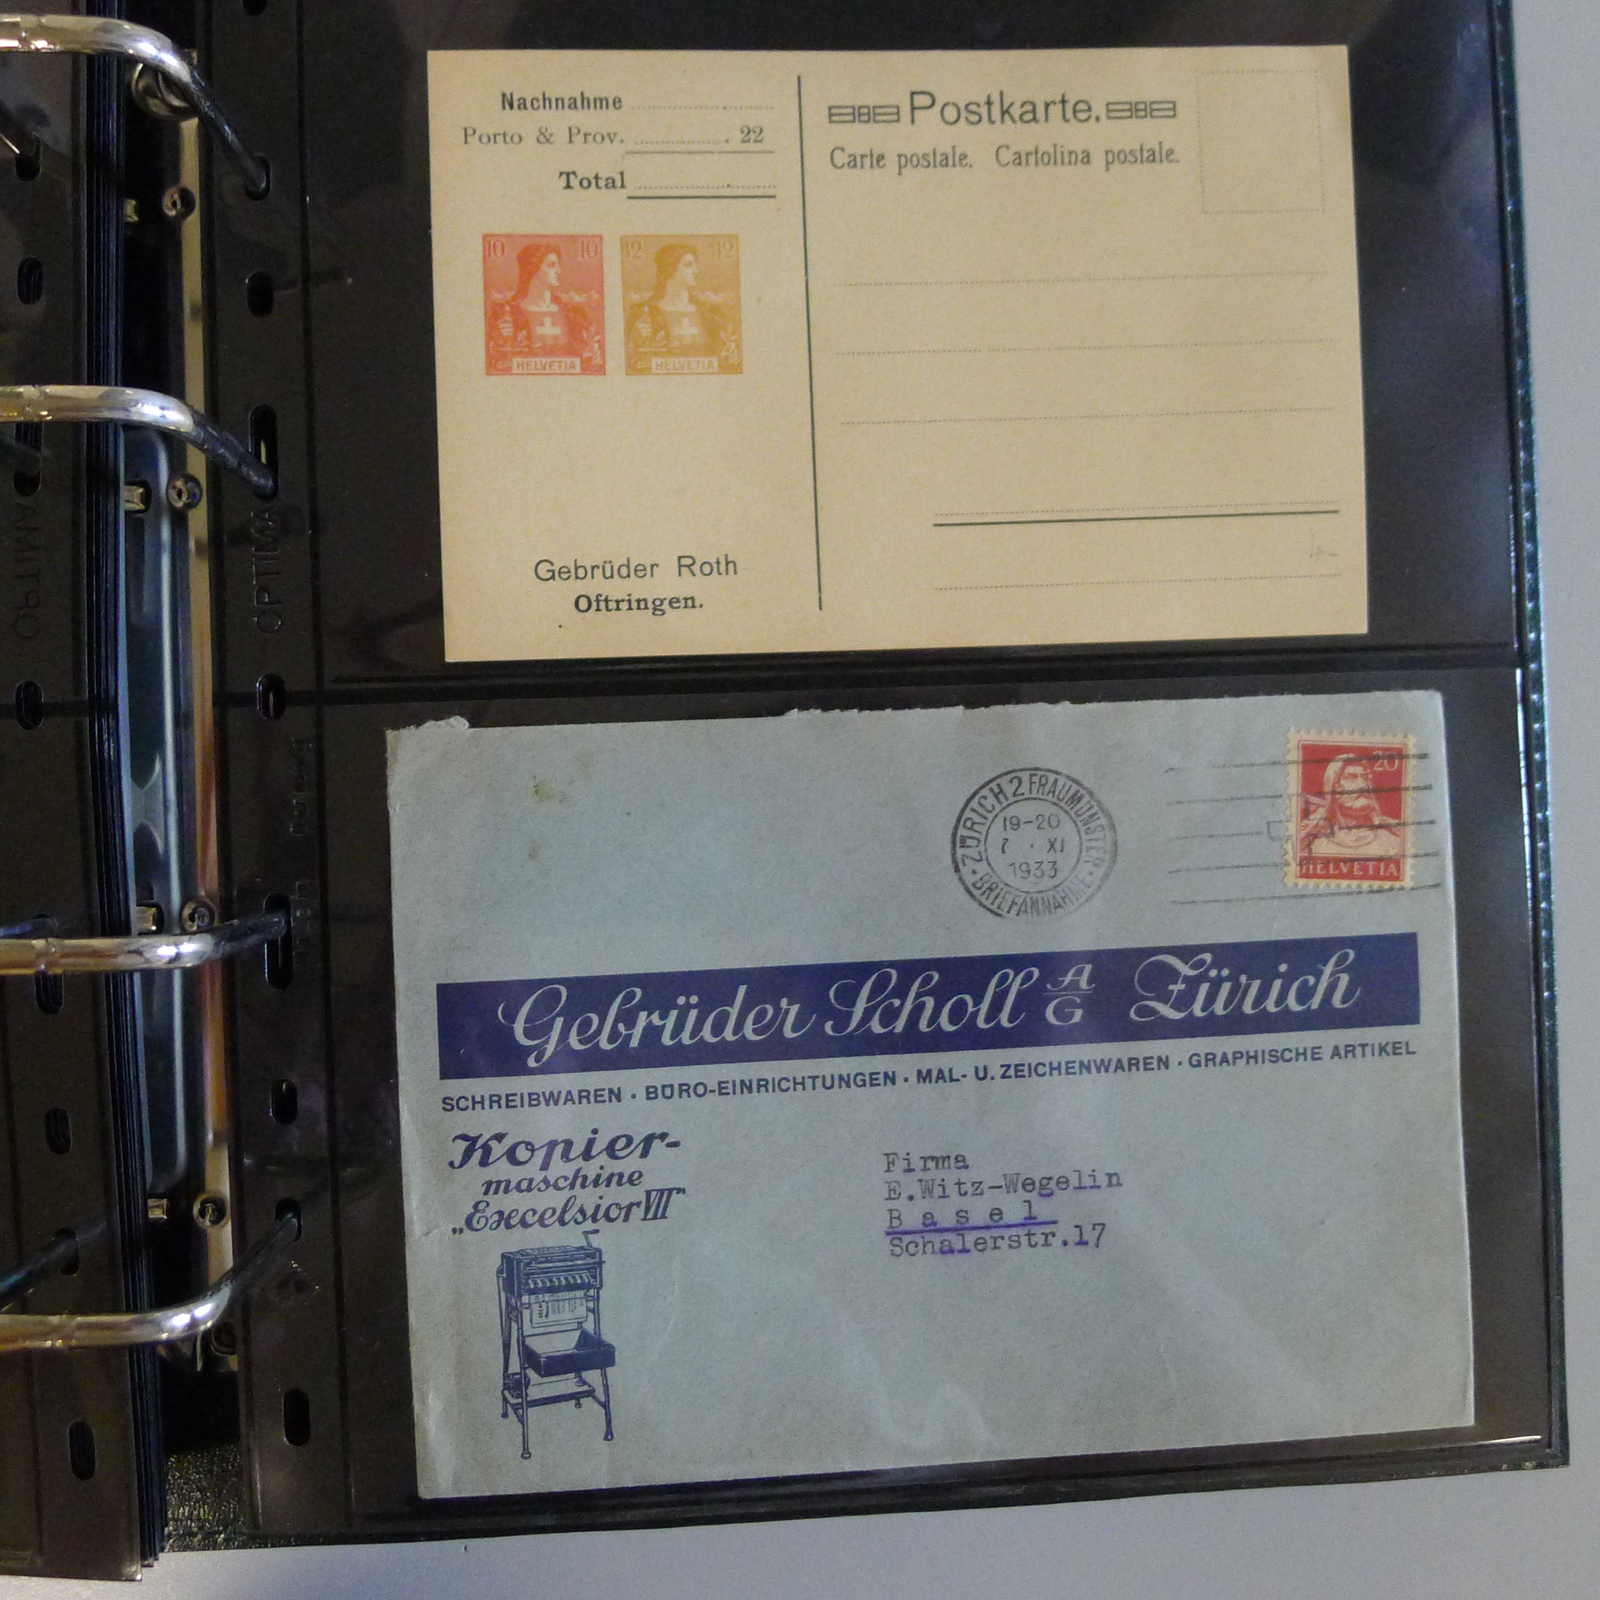 Nachnahme
Porto & Prov. . 22
Total
10 10
12 12
HELVETIA
HELVETIA
Gebrüder Roth
Oftringen.
Postkarte.
Carte postale. Cartolina postale.
OPTIMA
ZÜRICH 2 FRAUMÜNSTER
19-20
7 · XI
1933
· BRIEFANNAHME ·
20
HELVETIA
Gebrüder Scholl A/G Zürich
SCHREIBWAREN · BÜRO-EINRICHTUNGEN · MAL- U. ZEICHENWAREN · GRAPHISCHE ARTIKEL
Kopier-
maschine
„Excelsior VII“
Firma
E.Witz-Wegelin
B a s e l
Schalerstr.17